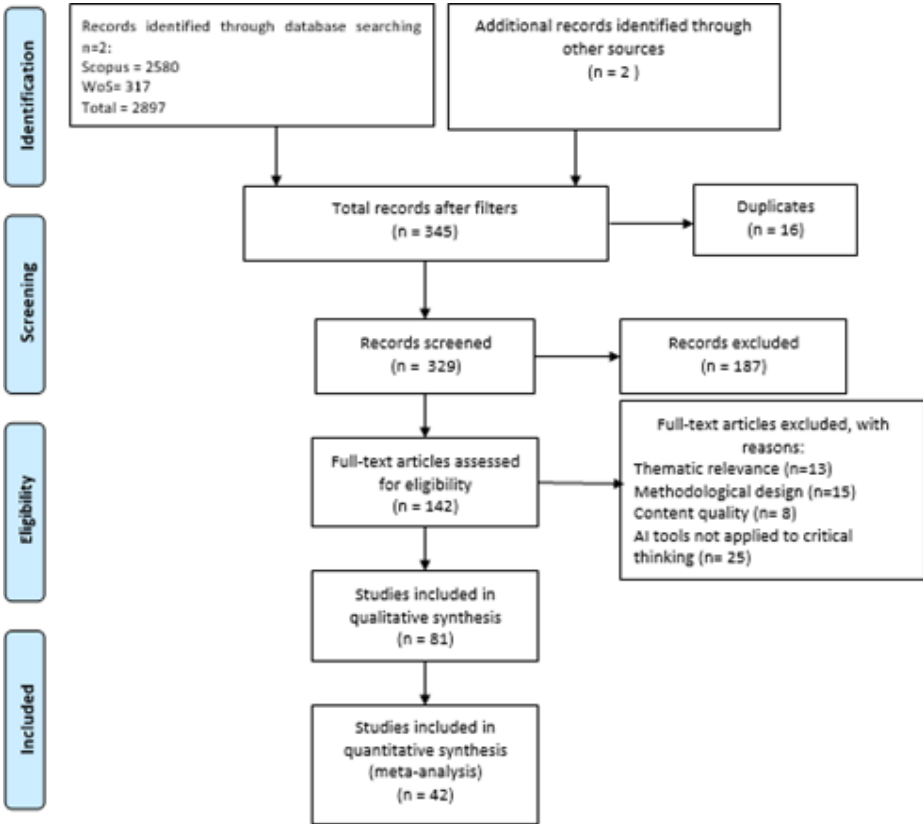 Identification
Records identified through database searching
n=2:
Scopus = 2580
WoS= 317
Total = 2897
Additional records identified through
other sources
(n = 2 )
Screening
Total records after filters
(n = 345)
Duplicates
(n = 16)
Records screened
(n = 329)
Records excluded
(n = 187)
Eligibility
Full-text articles assessed
for eligibility
(n = 142)
Full-text articles excluded, with
reasons:
Thematic relevance (n=13)
Methodological design (n=15)
Content quality (n= 8)
AI tools not applied to critical
thinking (n= 25)
Studies included in
qualitative synthesis
(n = 81)
Included
Studies included in
quantitative synthesis
(meta-analysis)
(n = 42)